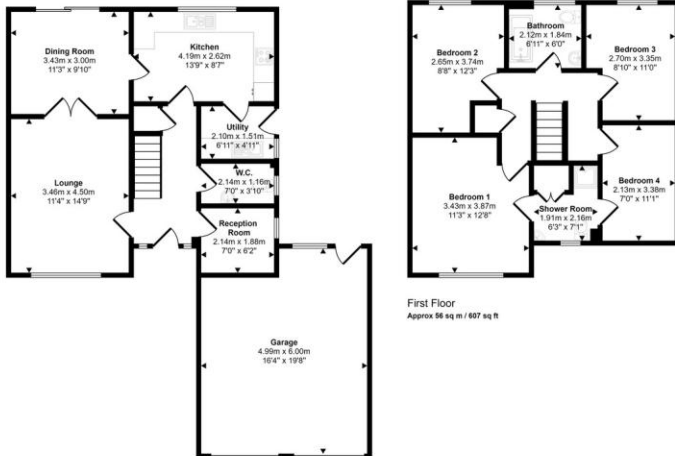 Dining Room
3.43m x 3.00m
11'3" x 9'10"
Kitchen
4.19m x 2.62m
13'9" x 8'7"
Utility
2.10m x 1.51m
6'11" x 4'11"
W.C.
2.14m x 1.16m
7'0" x 3'10"
Lounge
3.46m x 4.50m
11'4" x 14'9"
Reception
Room
2.14m x 1.88m
7'0" x 6'2"
Garage
4.99m x 6.00m
16'4" x 19'8"
Bedroom 2
2.65m x 3.74m
8'8" x 12'3"
Bathroom
2.12m x 1.84m
6'11" x 6'0"
Bedroom 3
2.70m x 3.35m
8'10" x 11'0"
Bedroom 1
3.43m x 3.87m
11'3" x 12'8"
Bedroom 4
2.13m x 3.38m
7'0" x 11'1"
Shower Room
1.91m x 2.16m
6'3" x 7'1"
First Floor
Approx 56 sq m / 607 sq ft